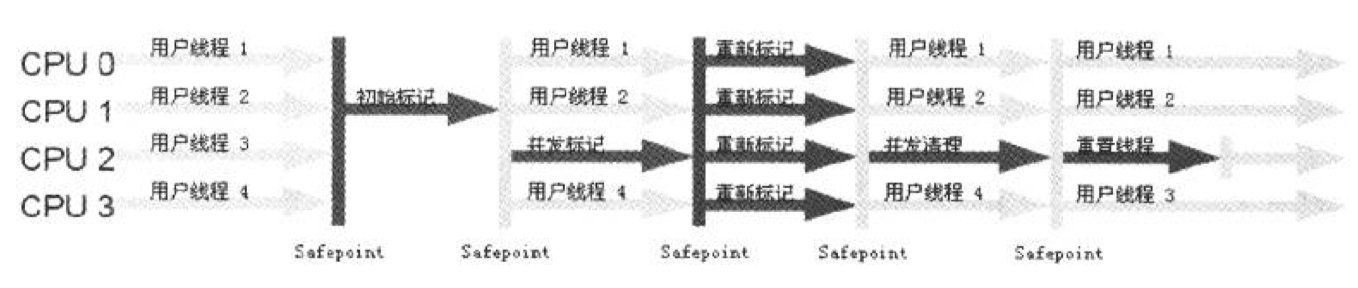 CPU 0 用户线程 1 用户线程 1 重新标记 用户线程 1 用户线程 1
CPU 1 用户线程 2 初始标记 用户线程 2 重新标记 用户线程 2 用户线程 2
CPU 2 用户线程 3 并发标记 重新标记 并发清理 重置线程
CPU 3 用户线程 4 用户线程 4 重新标记 用户线程 4 用户线程 3
Safepoint Safepoint Safepoint Safepoint Safepoint